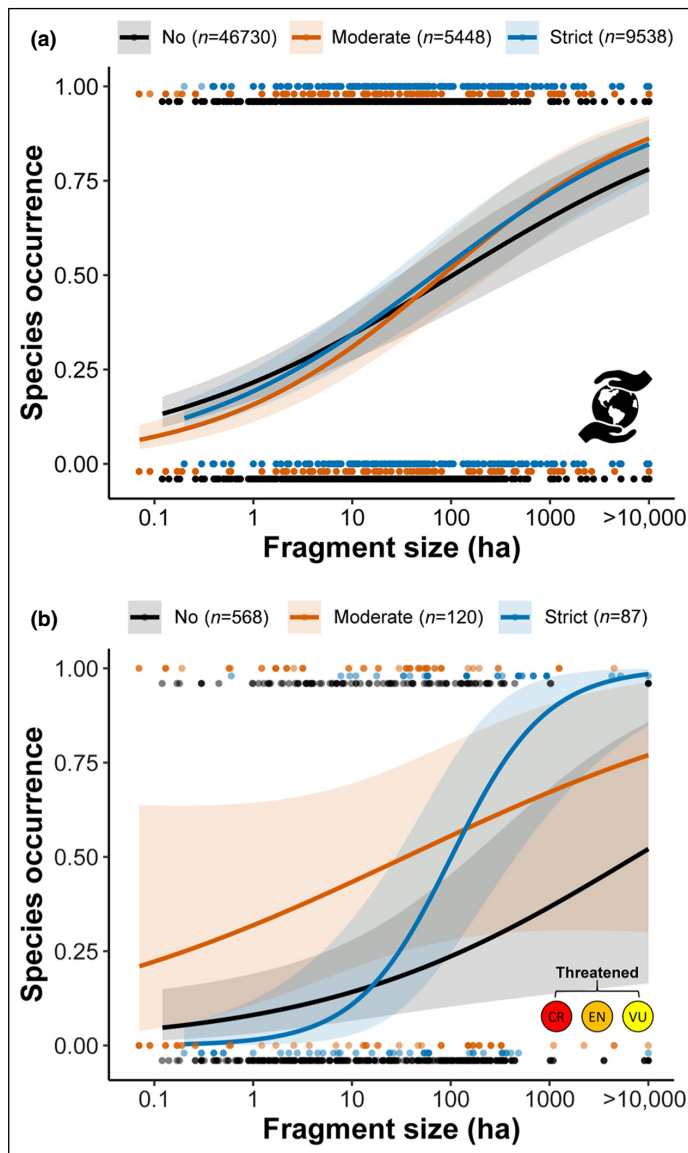 (a) No (n=46730) Moderate (n=5448) Strict (n=9538)
1.00
0.75
0.50
0.25
0.00
Species occurrence
0.1 1 10 100 1000 >10,000
Fragment size (ha)
(b) No (n=568) Moderate (n=120) Strict (n=87)
1.00
0.75
0.50
0.25
0.00
Species occurrence
Threatened
CR EN VU
0.1 1 10 100 1000 >10,000
Fragment size (ha)